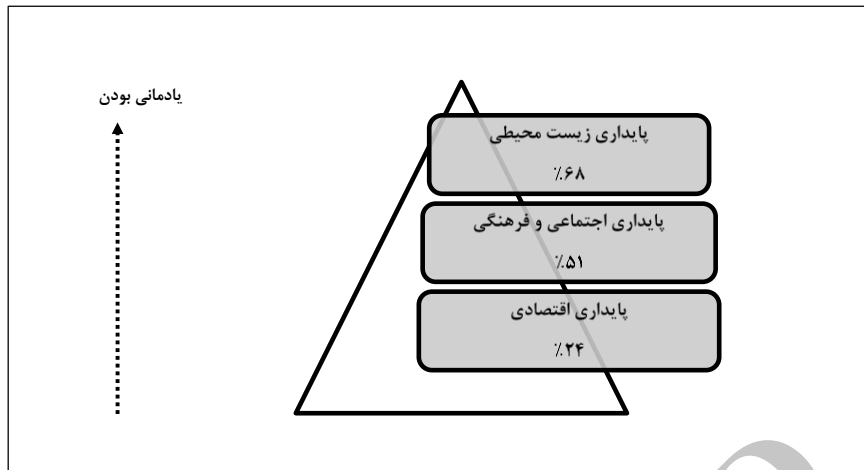 یادمانی بودن
پایداری زیست محیطی
٪۶۸
پایداری اجتماعی و فرهنگی
٪۵۱
پایداری اقتصادی
٪۲۴